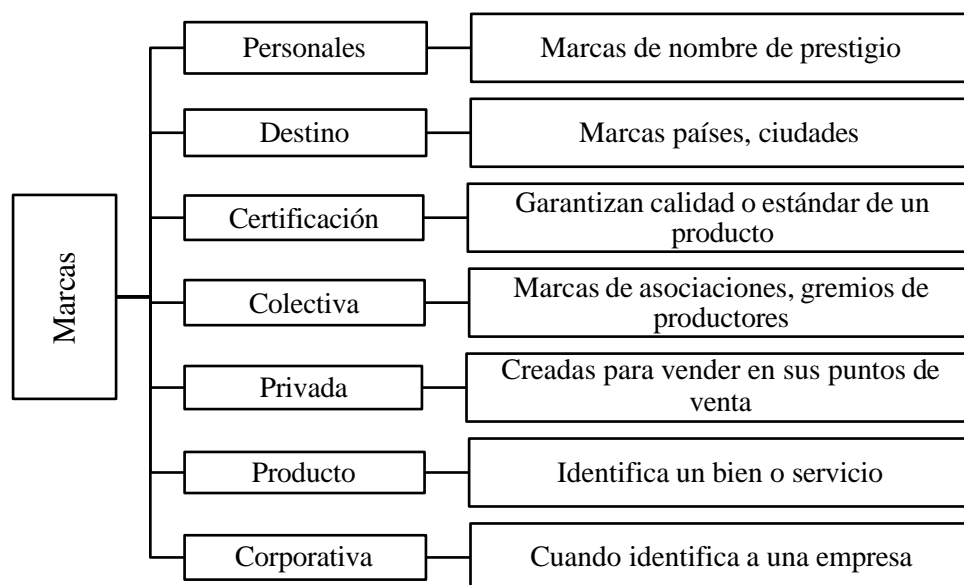 Marcas
Personales
Marcas de nombre de prestigio
Destino
Marcas países, ciudades
Certificación
Garantizan calidad o estándar de un
producto
Colectiva
Marcas de asociaciones, gremios de
productores
Privada
Creadas para vender en sus puntos de
venta
Producto
Identifica un bien o servicio
Corporativa
Cuando identifica a una empresa